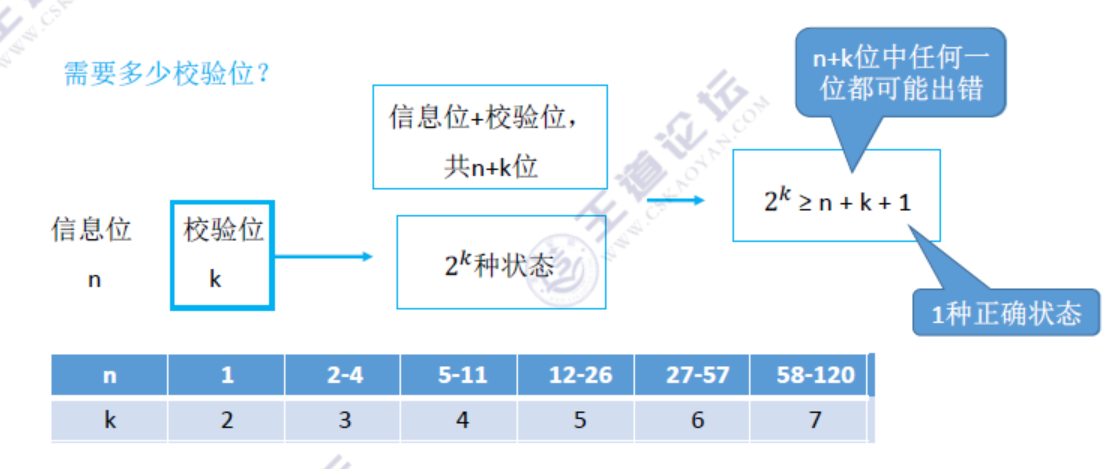 需要多少校验位？
n+k位中任何一
位都可能出错
信息位+校验位，
共n+k位
2^k ≥ n + k + 1
信息位
n
校验位
k
2^k种状态
1种正确状态
n 1 2-4 5-11 12-26 27-57 58-120
k 2 3 4 5 6 7
王道论坛
WWW.CSKAOYAN.COM